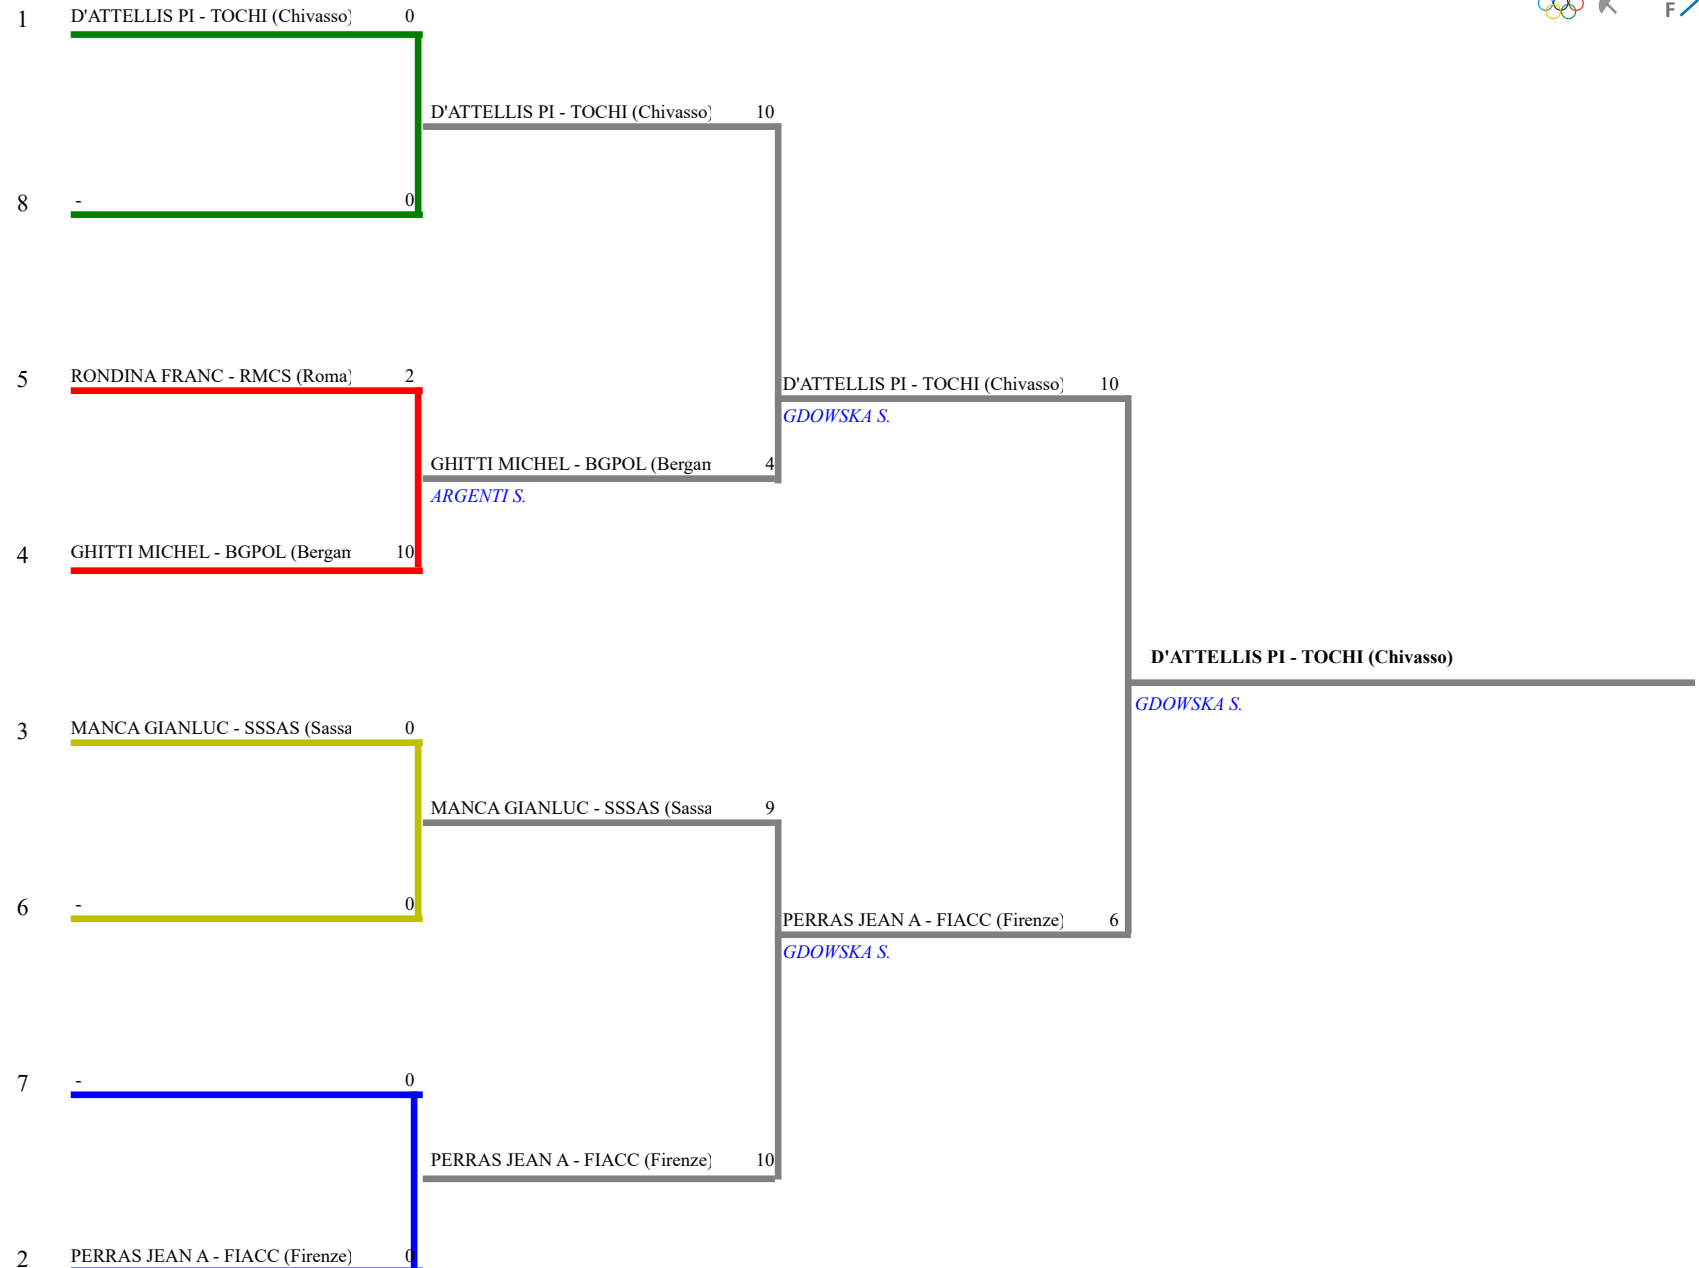 1 D'ATTELLIS PI - TOCHI (Chivasso) 0
F
D'ATTELLIS PI - TOCHI (Chivasso) 10
8 - 0
5 RONDINA FRANC - RMCS (Roma) 2
D'ATTELLIS PI - TOCHI (Chivasso) 10
GDOWSKA S.
GHITTI MICHEL - BGPOL (Bergam 4
ARGENTI S.
4 GHITTI MICHEL - BGPOL (Bergam 10
D'ATTELLIS PI - TOCHI (Chivasso)
GDOWSKA S.
3 MANCA GIANLUC - SSSAS (Sassa 0
MANCA GIANLUC - SSSAS (Sassa 9
6 - 0
PERRAS JEAN A - FIACC (Firenze) 6
GDOWSKA S.
7 - 0
PERRAS JEAN A - FIACC (Firenze) 10
2 PERRAS JEAN A - FIACC (Firenze) 0